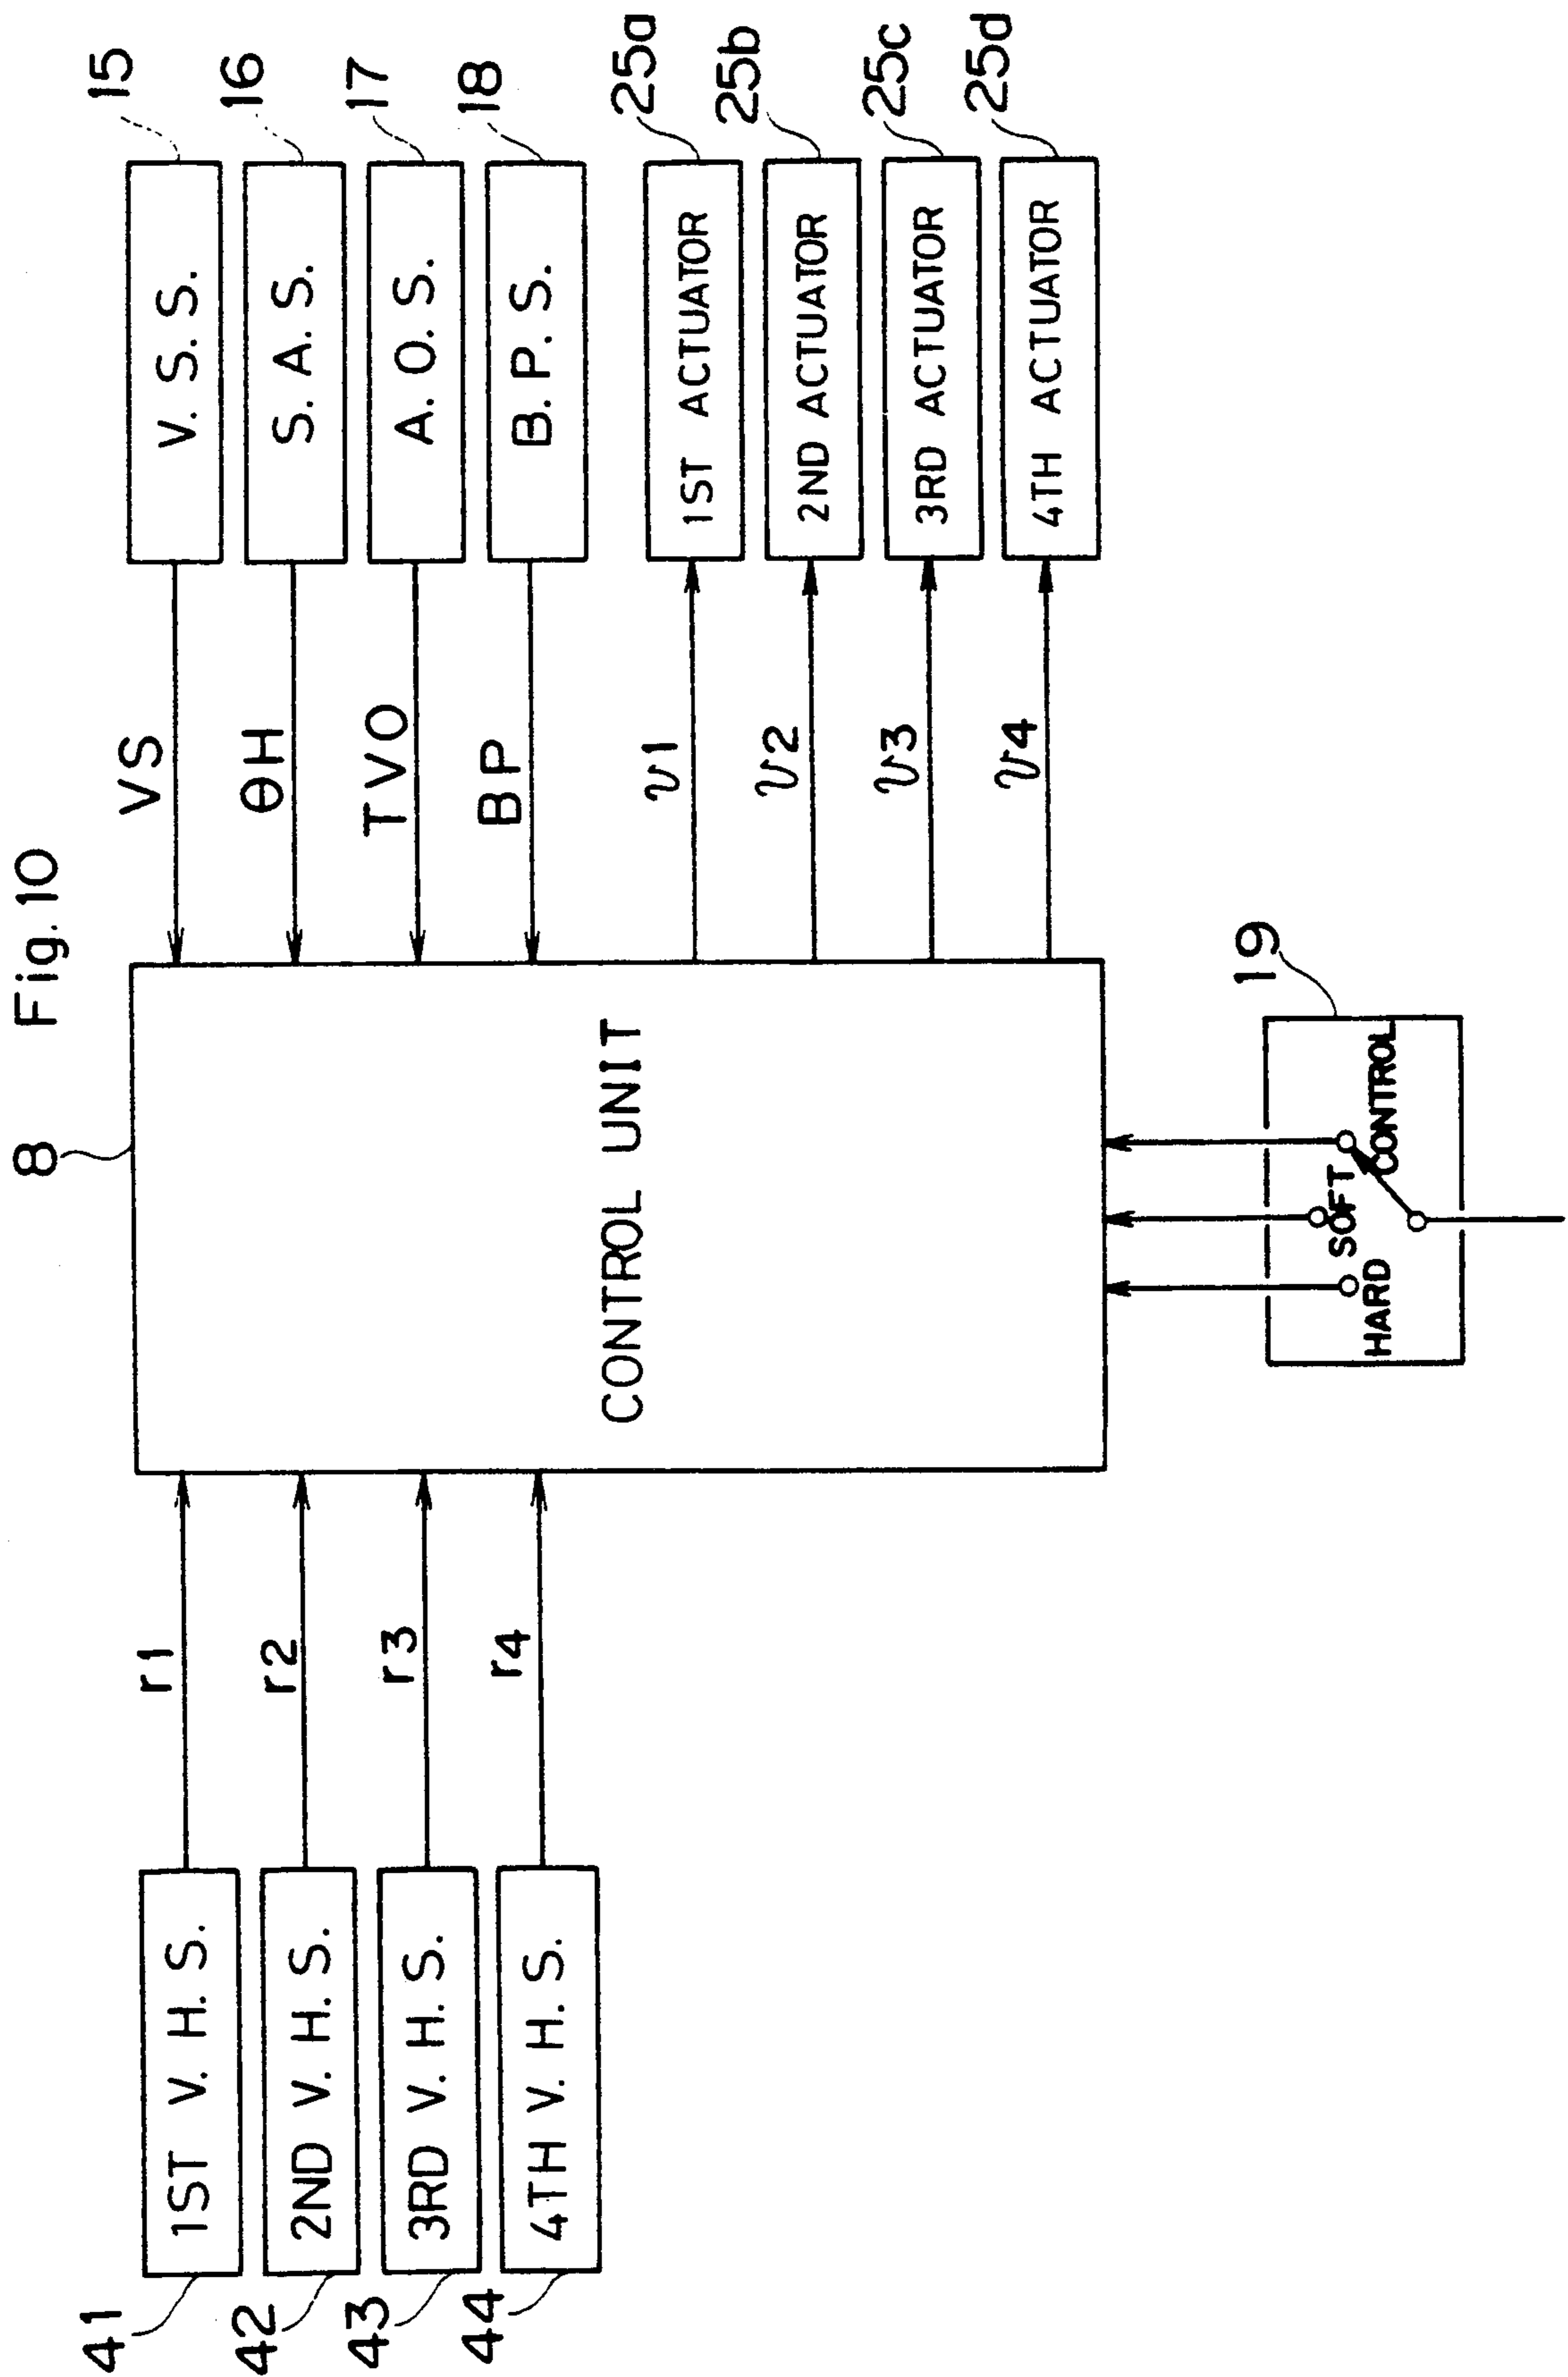 Fig. 10
8
41
1ST V. H. S.
r1
42
2ND V. H. S.
r2
43
3RD V. H. S.
r3
44
4TH V. H. S.
r4
CONTROL UNIT
VS
V. S. S.
15
θH
S. A. S.
16
TVO
A. O. S.
17
BP
B. P. S.
18
v1
1ST ACTUATOR
25a
v2
2ND ACTUATOR
25b
v3
3RD ACTUATOR
25c
v4
4TH ACTUATOR
25d
19
HARD
SOFT
CONTROL